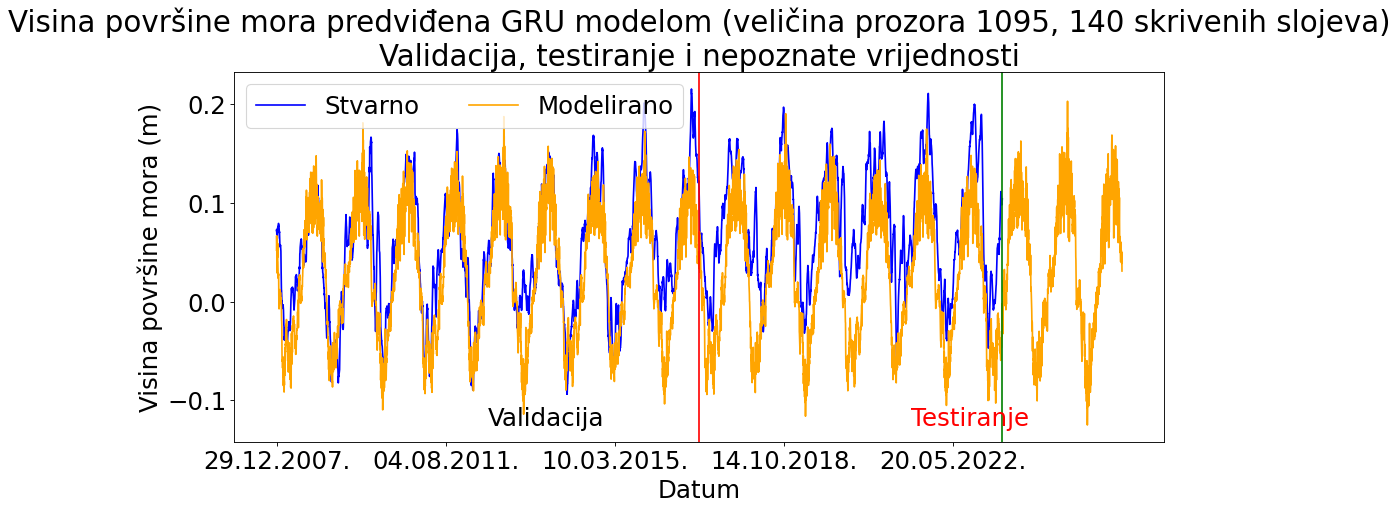 Visina površine mora predviđena GRU modelom (veličina prozora 1095, 140 skrivenih slojeva)
Validacija, testiranje i nepoznate vrijednosti
Stvarno
Modelirano
Visina površine mora (m)
0.2
0.1
0.0
−0.1
Validacija
Testiranje
29.12.2007.
04.08.2011.
10.03.2015.
14.10.2018.
20.05.2022.
Datum